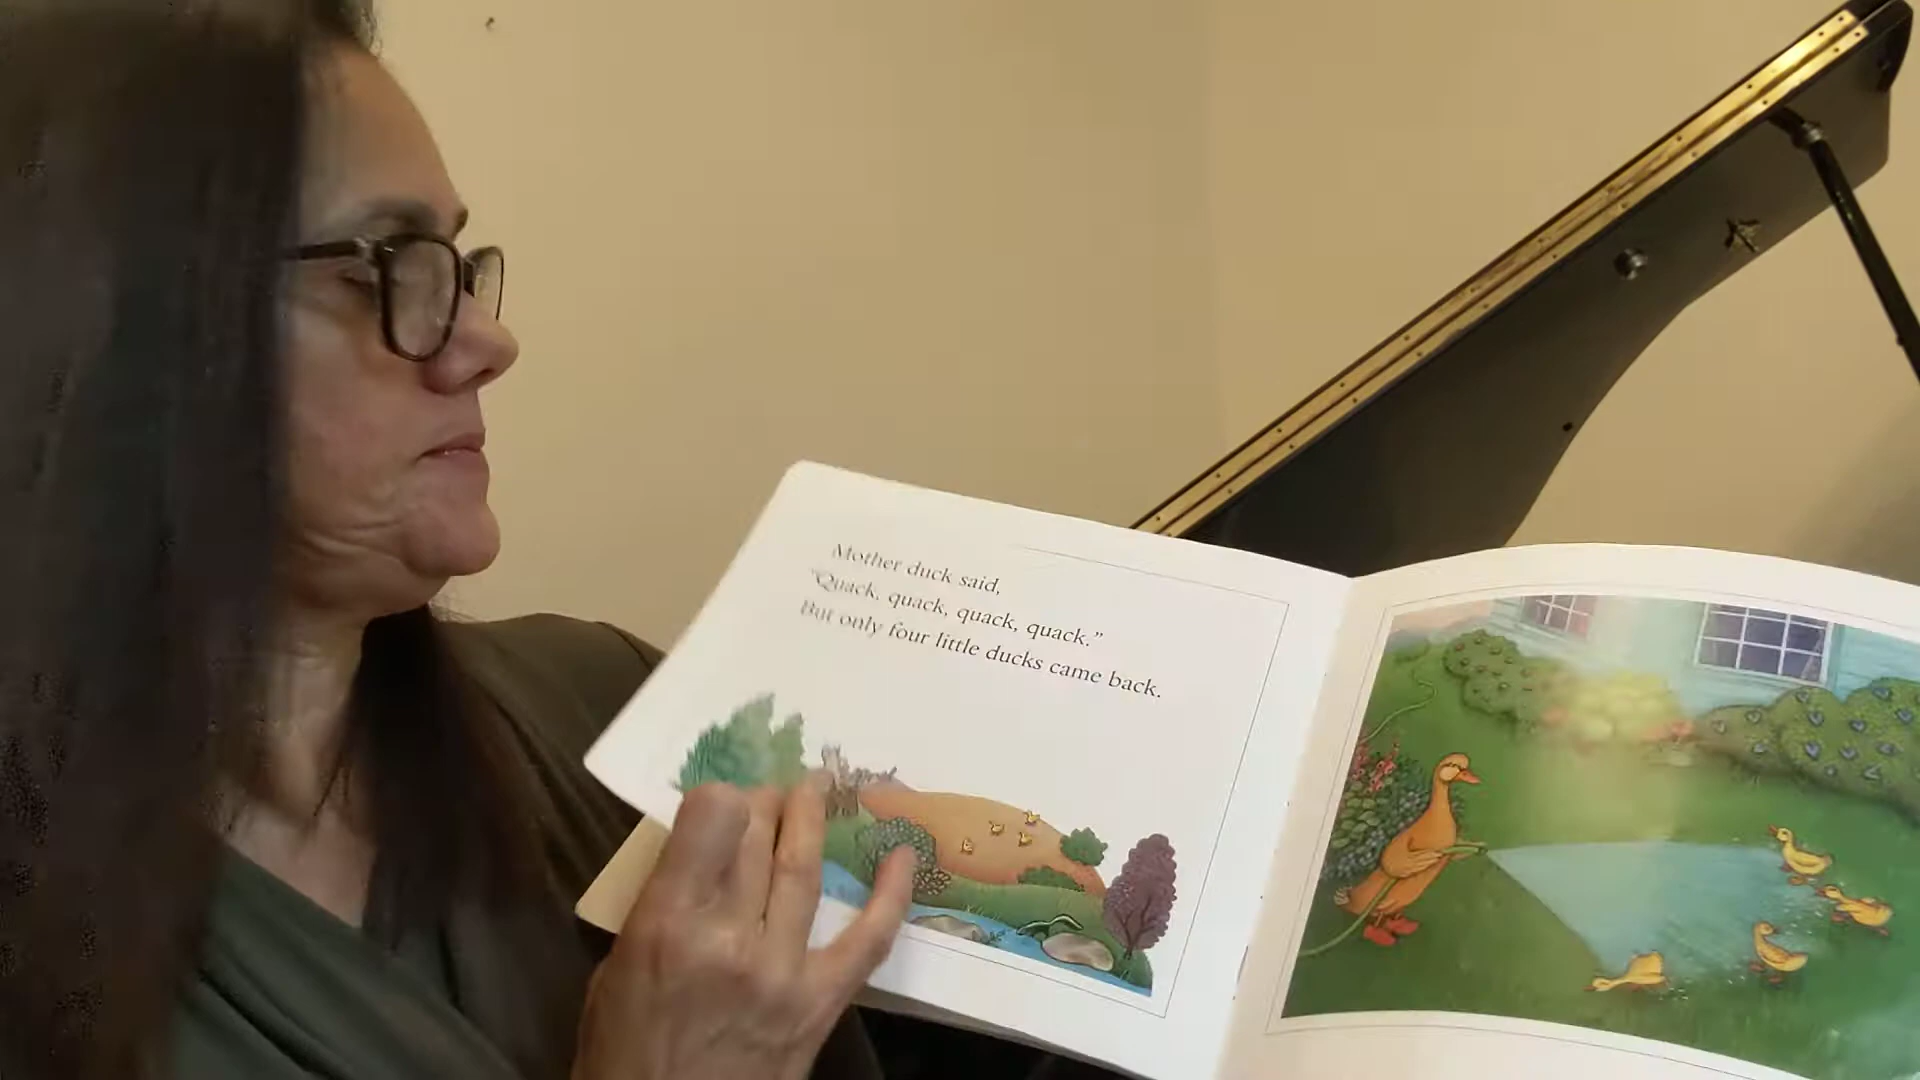 Mother duck said,
"Quack, quack, quack, quack."
But only four little ducks came back.